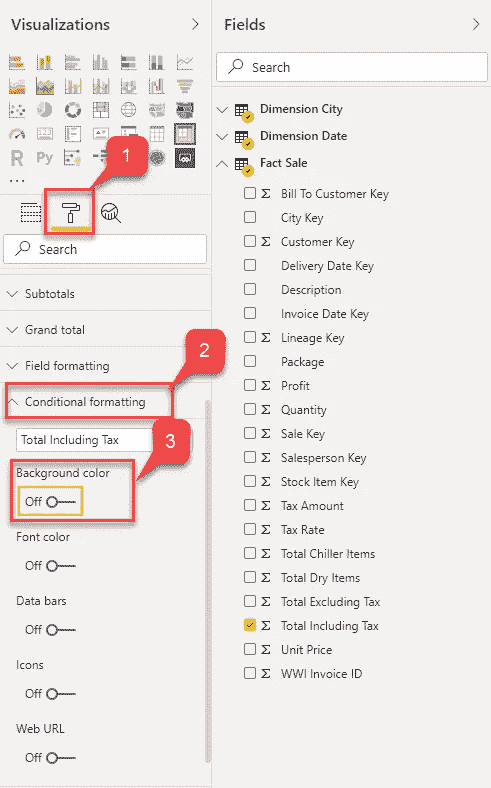 Visualizations
R Py
...
1
Search
Subtotals
Grand total
Field formatting
2
Conditional formatting
Total Including Tax
3
Background color
Off
Font color
Off
Data bars
Off
Icons
Off
Web URL
Off
Fields
Search
Dimension City
Dimension Date
Fact Sale
Σ Bill To Customer Key
City Key
Σ Customer Key
Delivery Date Key
Description
Invoice Date Key
Σ Lineage Key
Package
Σ Profit
Σ Quantity
Σ Sale Key
Σ Salesperson Key
Σ Stock Item Key
Σ Tax Amount
Σ Tax Rate
Σ Total Chiller Items
Σ Total Dry Items
Σ Total Excluding Tax
Σ Total Including Tax
Σ Unit Price
Σ WWI Invoice ID